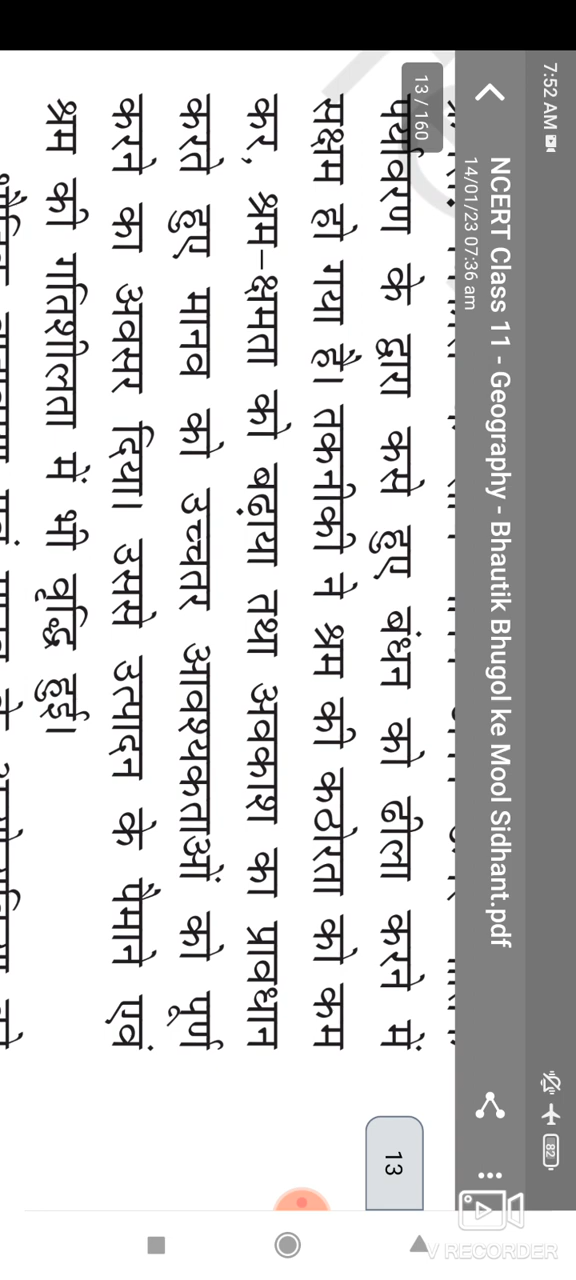 7:52 AM
82
NCERT Class 11 - Geography - Bhautik Bhugol ke Mool Sidhant.pdf
14/01/23 07:36 am
13 / 160
पर्यावरण के द्वारा कसे हुए बंधन को ढीला करने में
सक्षम हो गया है। तकनीकी ने श्रम की कठोरता को कम
कर, श्रम-क्षमता को बढ़ाया तथा अवकाश का प्रावधान
करते हुए मानव को उच्चतर आवश्यकताओं को पूर्ण
करने का अवसर दिया। उससे उत्पादन के पैमाने एवं
श्रम की गतिशीलता में भी वृद्धि हुई।
13
V RECORDER